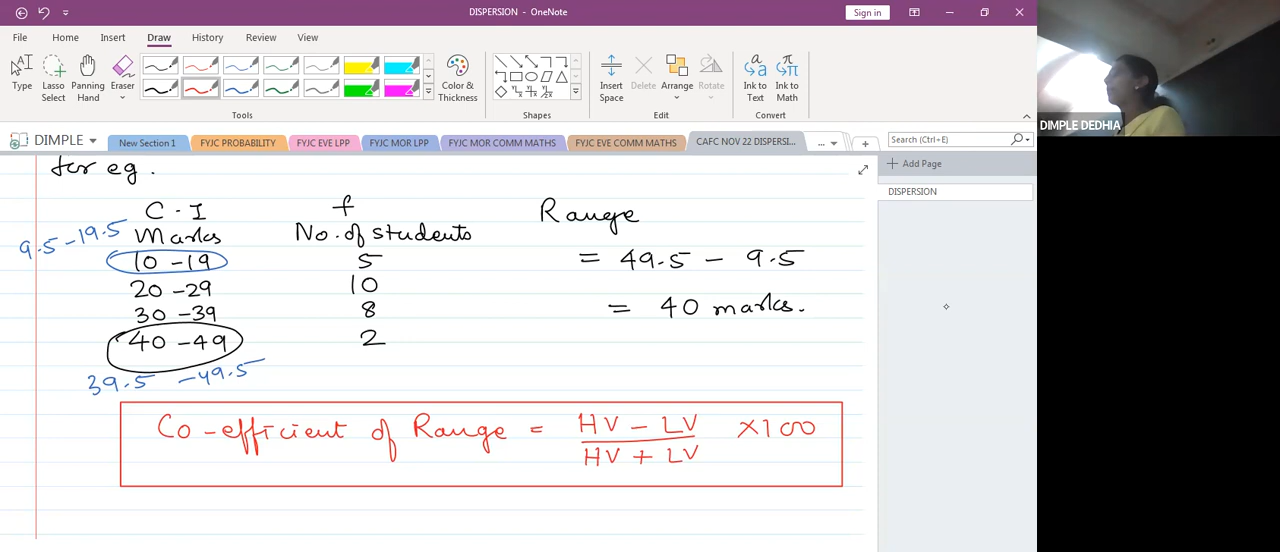 DISPERSION - OneNote
Sign in
File Home Insert Draw History Review View
Type Lasso Select Panning Hand Eraser Color & Thickness Insert Space Delete Arrange Rotate Ink to Text Ink to Math
Tools Shapes Edit Convert
DIMPLE New Section 1 FYJC PROBABILITY FYJC EVE LPP FYJC MOR LPP FYJC MOR COMM MATHS FYJC EVE COMM MATHS CAFC NOV 22 DISPERSI... ... Search (Ctrl+E)
DIMPLE DEDHIA
Add Page
DISPERSION
for eg.
C.I f Range
Marks No. of students
9.5 - 19.5
10 - 19 5 = 49.5 - 9.5
20 - 29 10
30 - 39 8 = 40 marks.
40 - 49 2
39.5 - 49.5
Co-efficient of Range = HV - LV ×100
HV + LV